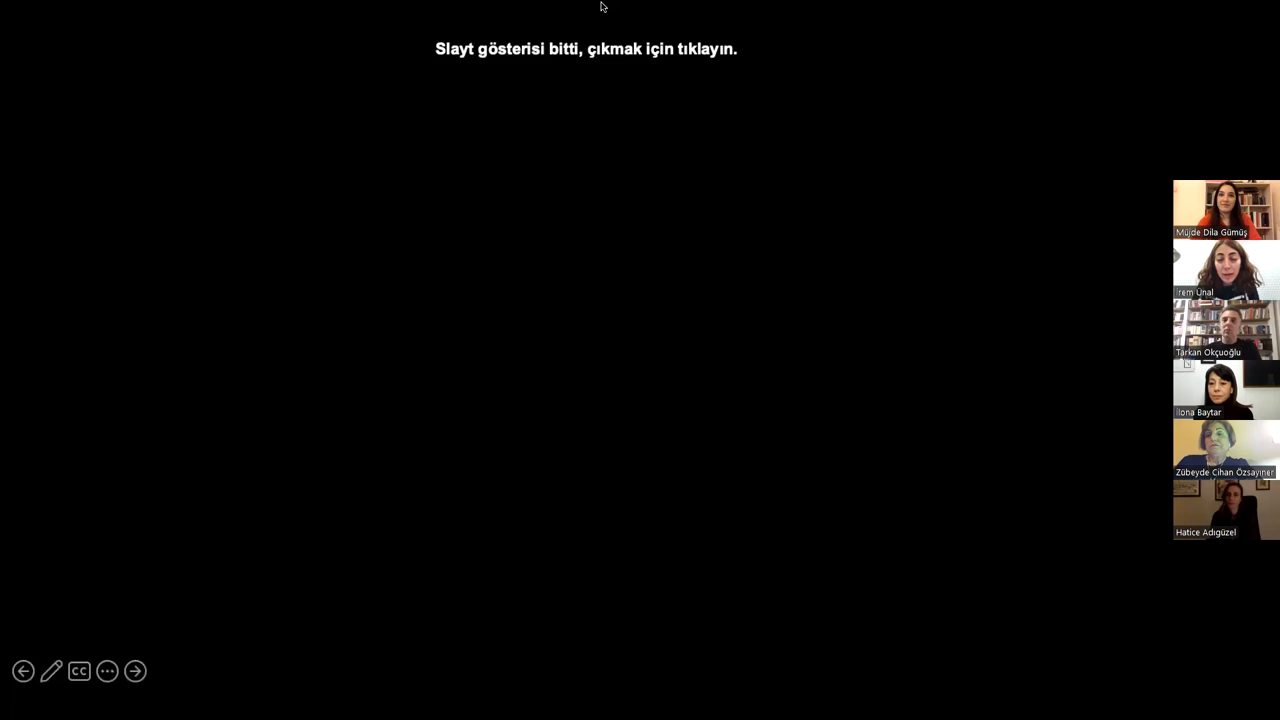 Slayt gösterisi bitti, çıkmak için tıklayın.
Müjde Dila Gümüş
İrem Ünal
Tarkan Okçuoğlu
İlona Baytar
Zübeyde Cihan Özsayıner
Hatice Adıgüzel
CC